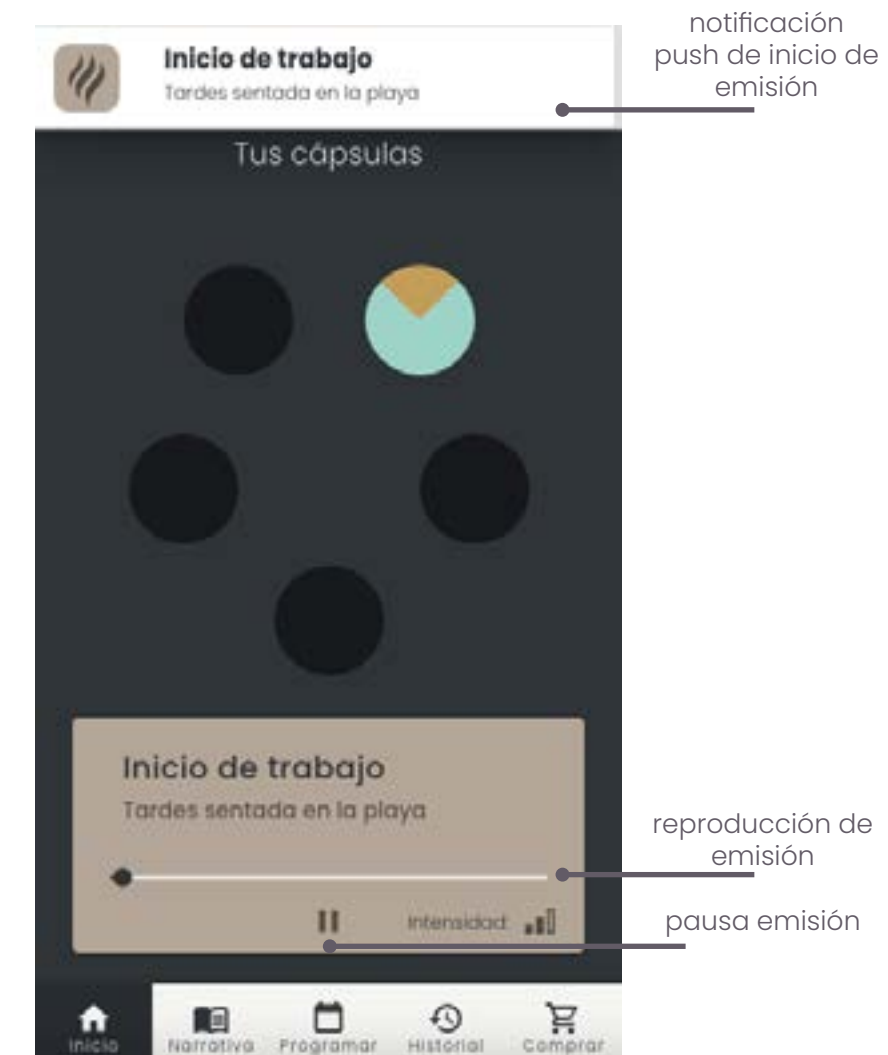 notificación
push de inicio de
emisión
Inicio de trabajo
Tardes sentada en la playa
Tus cápsulas
Inicio de trabajo
Tardes sentada en la playa
reproducción de
emisión
Intensidad:
pausa emisión
Inicio
Narrativa
Programar
Historial
Comprar